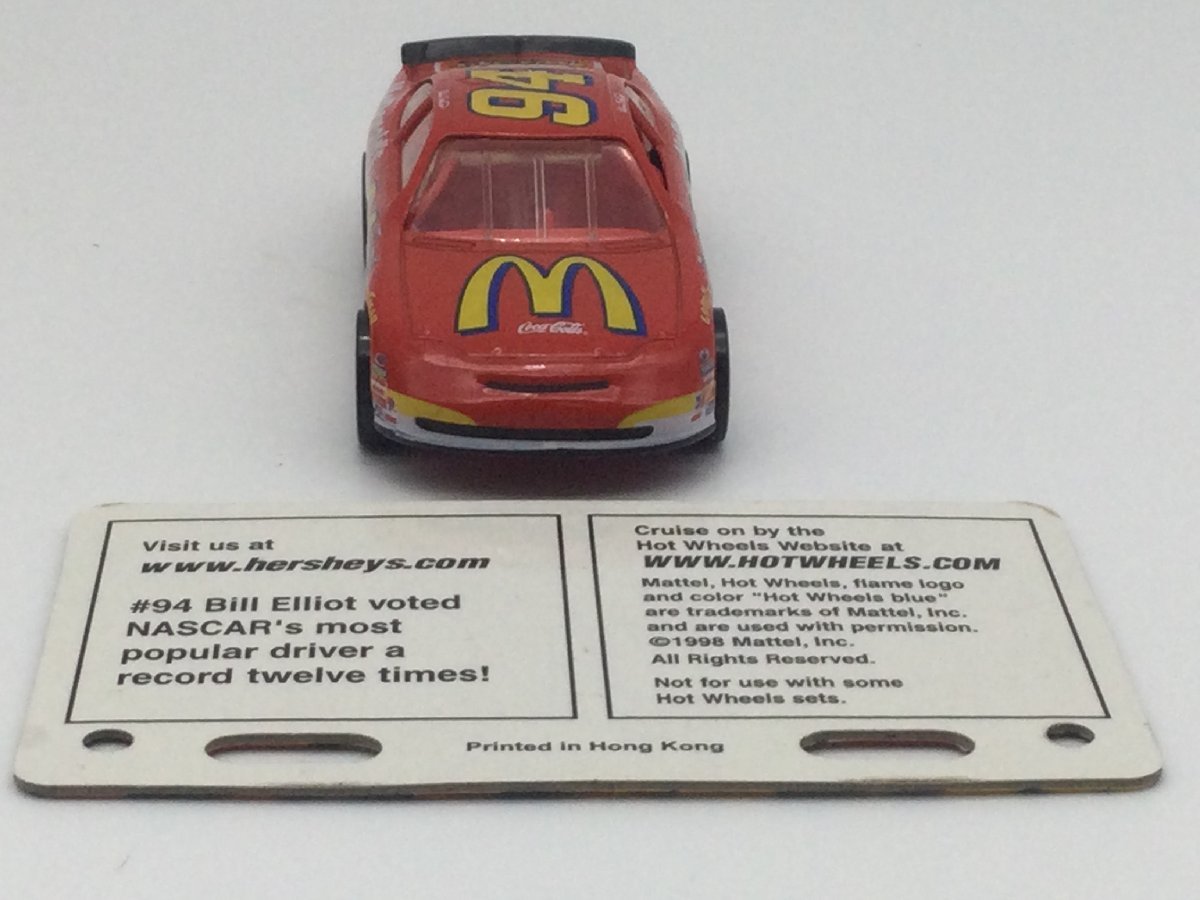 94
M
Coca-Cola
Visit us at
www.hersheys.com
#94 Bill Elliot voted
NASCAR's most
popular driver a
record twelve times!
Cruise on by the
Hot Wheels Website at
WWW.HOTWHEELS.COM
Mattel, Hot Wheels, flame logo
and color "Hot Wheels blue"
are trademarks of Mattel, Inc.
and are used with permission.
©1998 Mattel, Inc.
All Rights Reserved.
Not for use with some
Hot Wheels sets.
Printed in Hong Kong